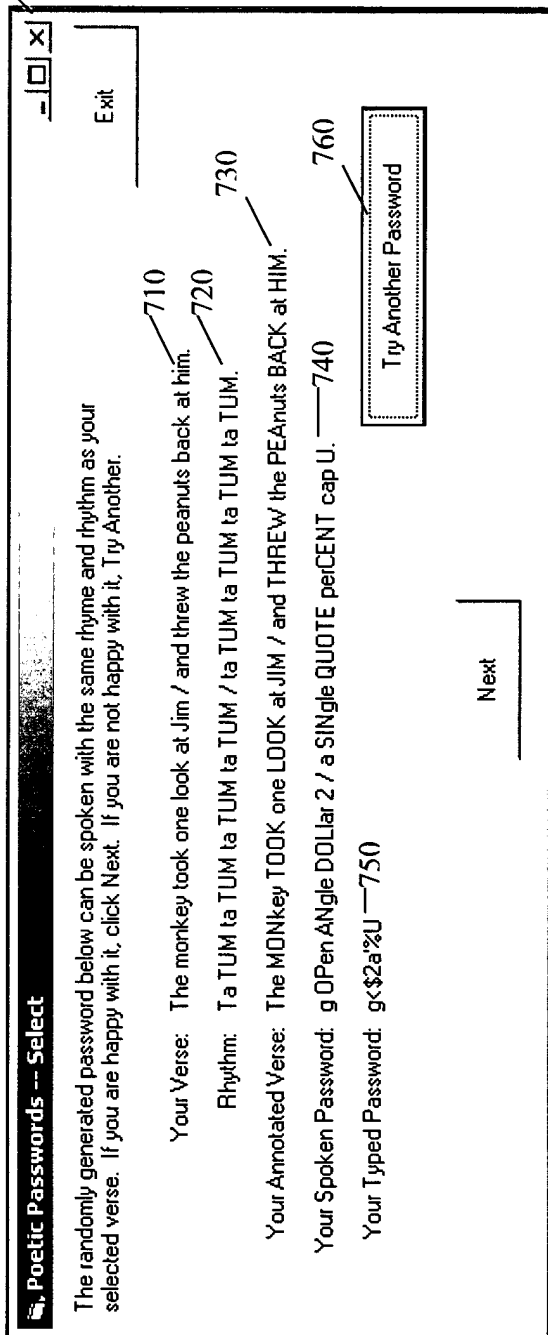 Poetic Passwords -- Select
The randomly generated password below can be spoken with the same rhyme and rhythm as your
selected verse. If you are happy with it, click Next. If you are not happy with it, Try Another.
Exit
Your Verse: The monkey took one look at Jim / and threw the peanuts back at him. 710
Rhythm: Ta TUM ta TUM ta TUM ta TUM / ta TUM ta TUM ta TUM ta TUM. 720
Your Annotated Verse: The MONkey TOOK one LOOK at JIM / and THREW the PEAnuts BACK at HIM. 730
Your Spoken Password: g OPen ANgle DOLlar 2 / a SINgle QUOTE perCENT cap U. 740
Your Typed Password: g<$2a'%U 750
760
Try Another Password
Next